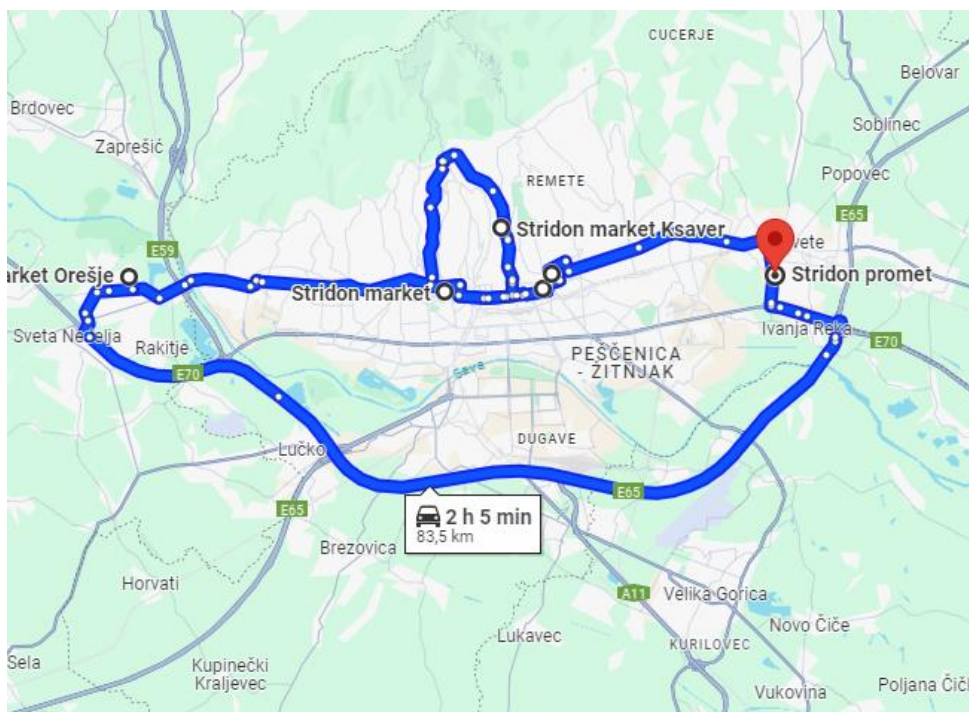 CUCERJE
Belovar
Brdovec
Soblinec
Zaprešić
Popovec
REMETE
E65
Stridon market Ksaver
E59
vete
arket Orešje
Stridon market
Stridon promet
Sveta Nedelja
Rakitje
Ivanja Reka
E70
E70
Sava
PEŠČENICA
- ŽITNJAK
Lučko
DUGAVE
E65
E65
2 h 5 min
83,5 km
Brezovica
Horvati
A11
Velika Gorica
Novo Čiče
Lukavec
KURILOVEC
Sela
Kupinečki
Kraljevec
Vukovina
Poljana Čič